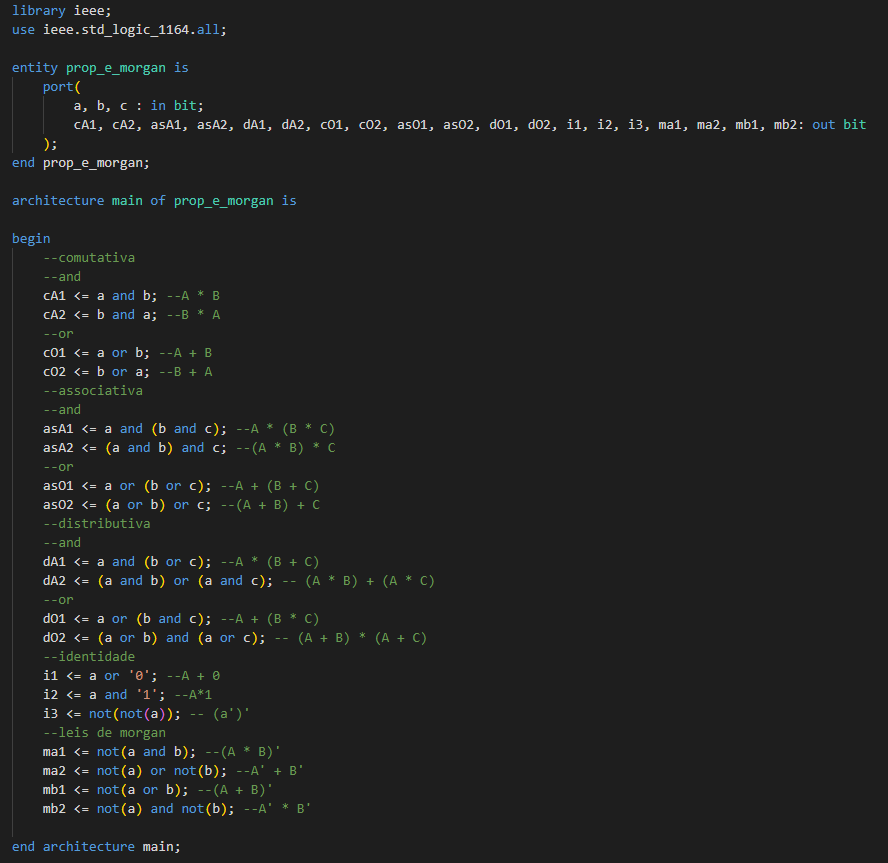 library ieee;
use ieee.std_logic_1164.all;
entity prop_e_morgan is
port(
a, b, c : in bit;
cA1, cA2, asA1, asA2, dA1, dA2, cO1, cO2, asO1, asO2, dO1, dO2, i1, i2, i3, ma1, ma2, mb1, mb2: out bit
);
end prop_e_morgan;
architecture main of prop_e_morgan is
begin
--comutativa
--and
cA1 <= a and b; --A * B
cA2 <= b and a; --B * A
--or
cO1 <= a or b; --A + B
cO2 <= b or a; --B + A
--associativa
--and
asA1 <= a and (b and c); --A * (B * C)
asA2 <= (a and b) and c; --(A * B) * C
--or
asO1 <= a or (b or c); --A + (B + C)
asO2 <= (a or b) or c; --(A + B) + C
--distributiva
--and
dA1 <= a and (b or c); --A * (B + C)
dA2 <= (a and b) or (a and c); -- (A * B) + (A * C)
--or
dO1 <= a or (b and c); --A + (B * C)
dO2 <= (a or b) and (a or c); -- (A + B) * (A + C)
--identidade
i1 <= a or '0'; --A + 0
i2 <= a and '1'; --A*1
i3 <= not(not(a)); -- (a')'
--leis de morgan
ma1 <= not(a and b); --(A * B)'
ma2 <= not(a) or not(b); --A' + B'
mb1 <= not(a or b); --(A + B)'
mb2 <= not(a) and not(b); --A' * B'
end architecture main;